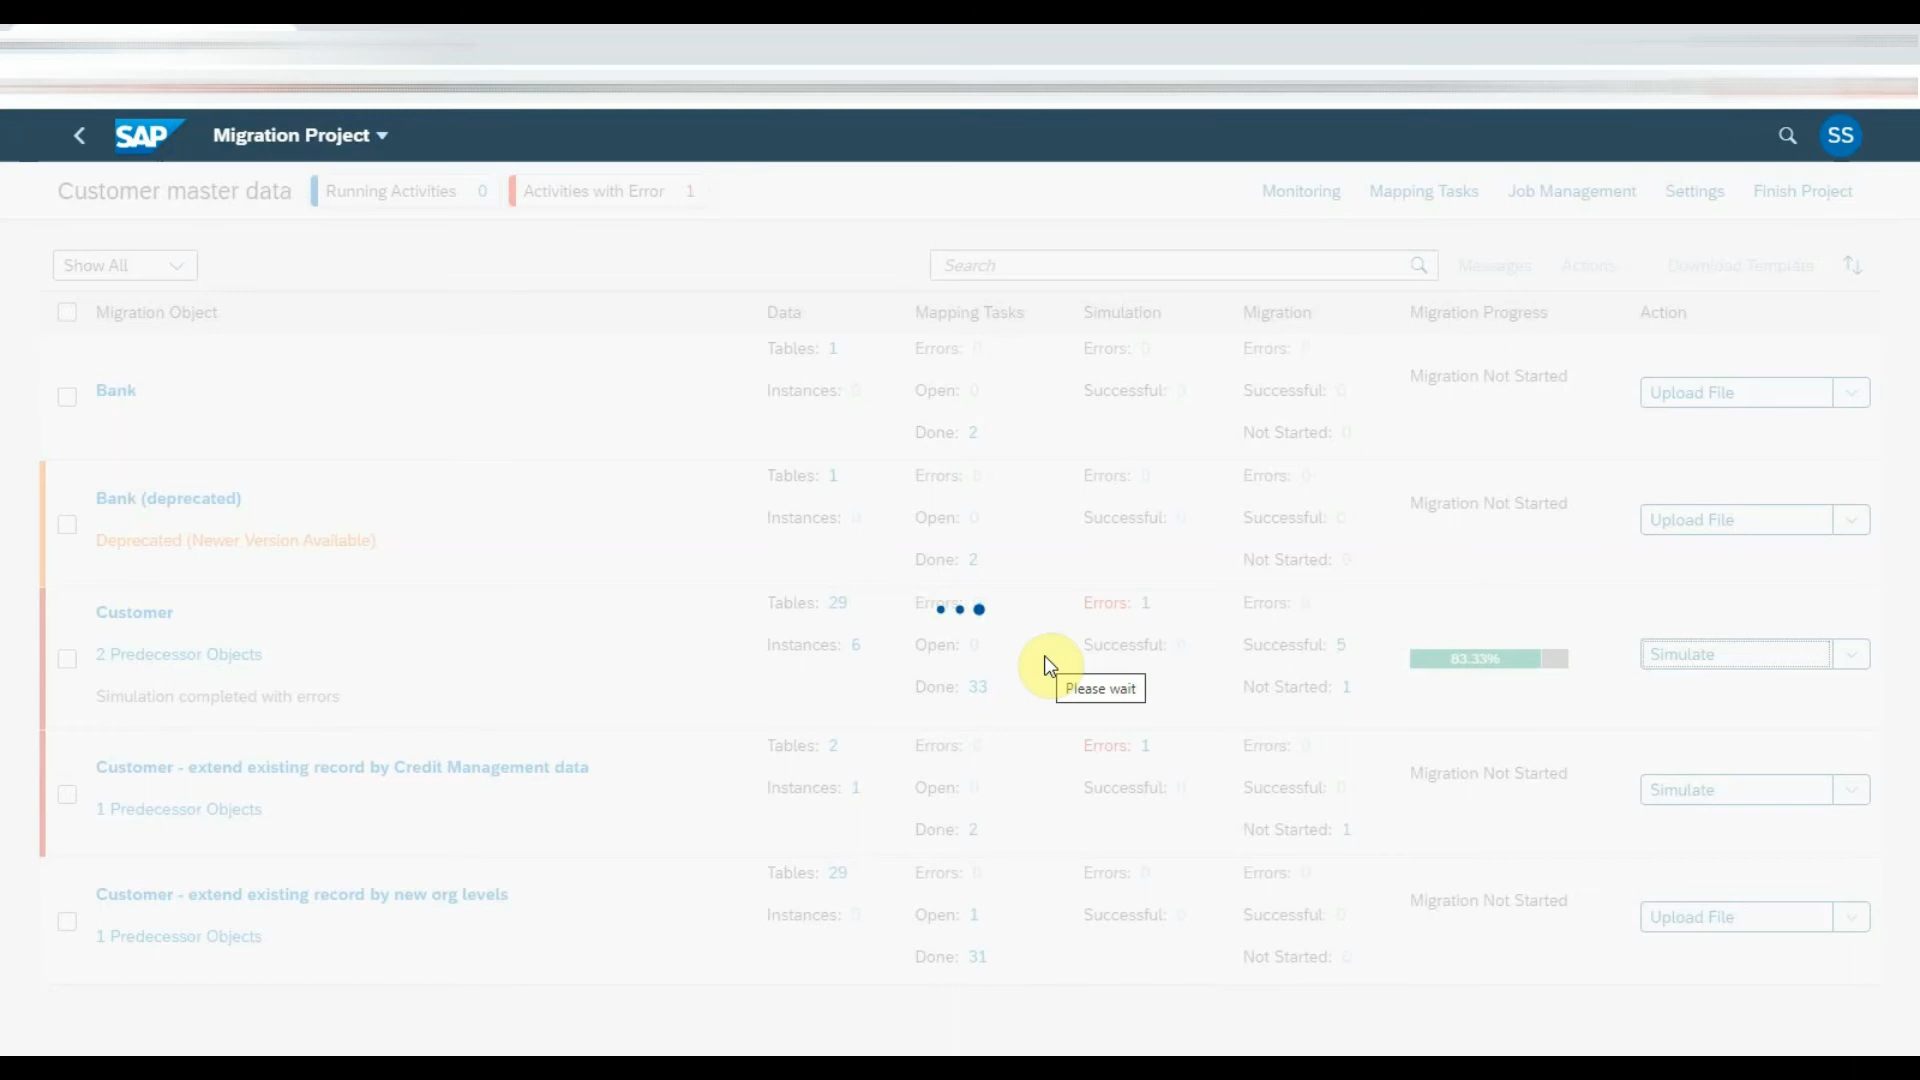 SAP Migration Project SS
Customer master data Running Activities 0 Activities with Error 1 Monitoring Mapping Tasks Job Management Settings Finish Project
Show All Search Messages Actions Download Template
Migration Object Data Mapping Tasks Simulation Migration Migration Progress Action
Tables: 1 Errors: 0 Errors: 0 Errors: 0
Migration Not Started
Bank Instances: 0 Open: 0 Successful: 0 Successful: 0 Upload File
Done: 2 Not Started: 0
Tables: 1 Errors: 0 Errors: 0 Errors: 0
Bank (deprecated) Migration Not Started
Instances: 0 Open: 0 Successful: 0 Successful: 0 Upload File
Deprecated (Newer Version Available)
Done: 2 Not Started: 0
Customer Tables: 29 Errors: Errors: 1 Errors: 0
2 Predecessor Objects Instances: 6 Open: 0 Successful: 0 Successful: 5 83.33% Simulate
Simulation completed with errors Done: 33 Please wait Not Started: 1
Tables: 2 Errors: 0 Errors: 1 Errors: 0
Customer - extend existing record by Credit Management data Migration Not Started
Instances: 1 Open: 0 Successful: 0 Successful: 0 Simulate
1 Predecessor Objects
Done: 2 Not Started: 1
Tables: 29 Errors: 0 Errors: 0 Errors: 0
Customer - extend existing record by new org levels Migration Not Started
Instances: 0 Open: 1 Successful: 0 Successful: 0 Upload File
1 Predecessor Objects
Done: 31 Not Started: 0